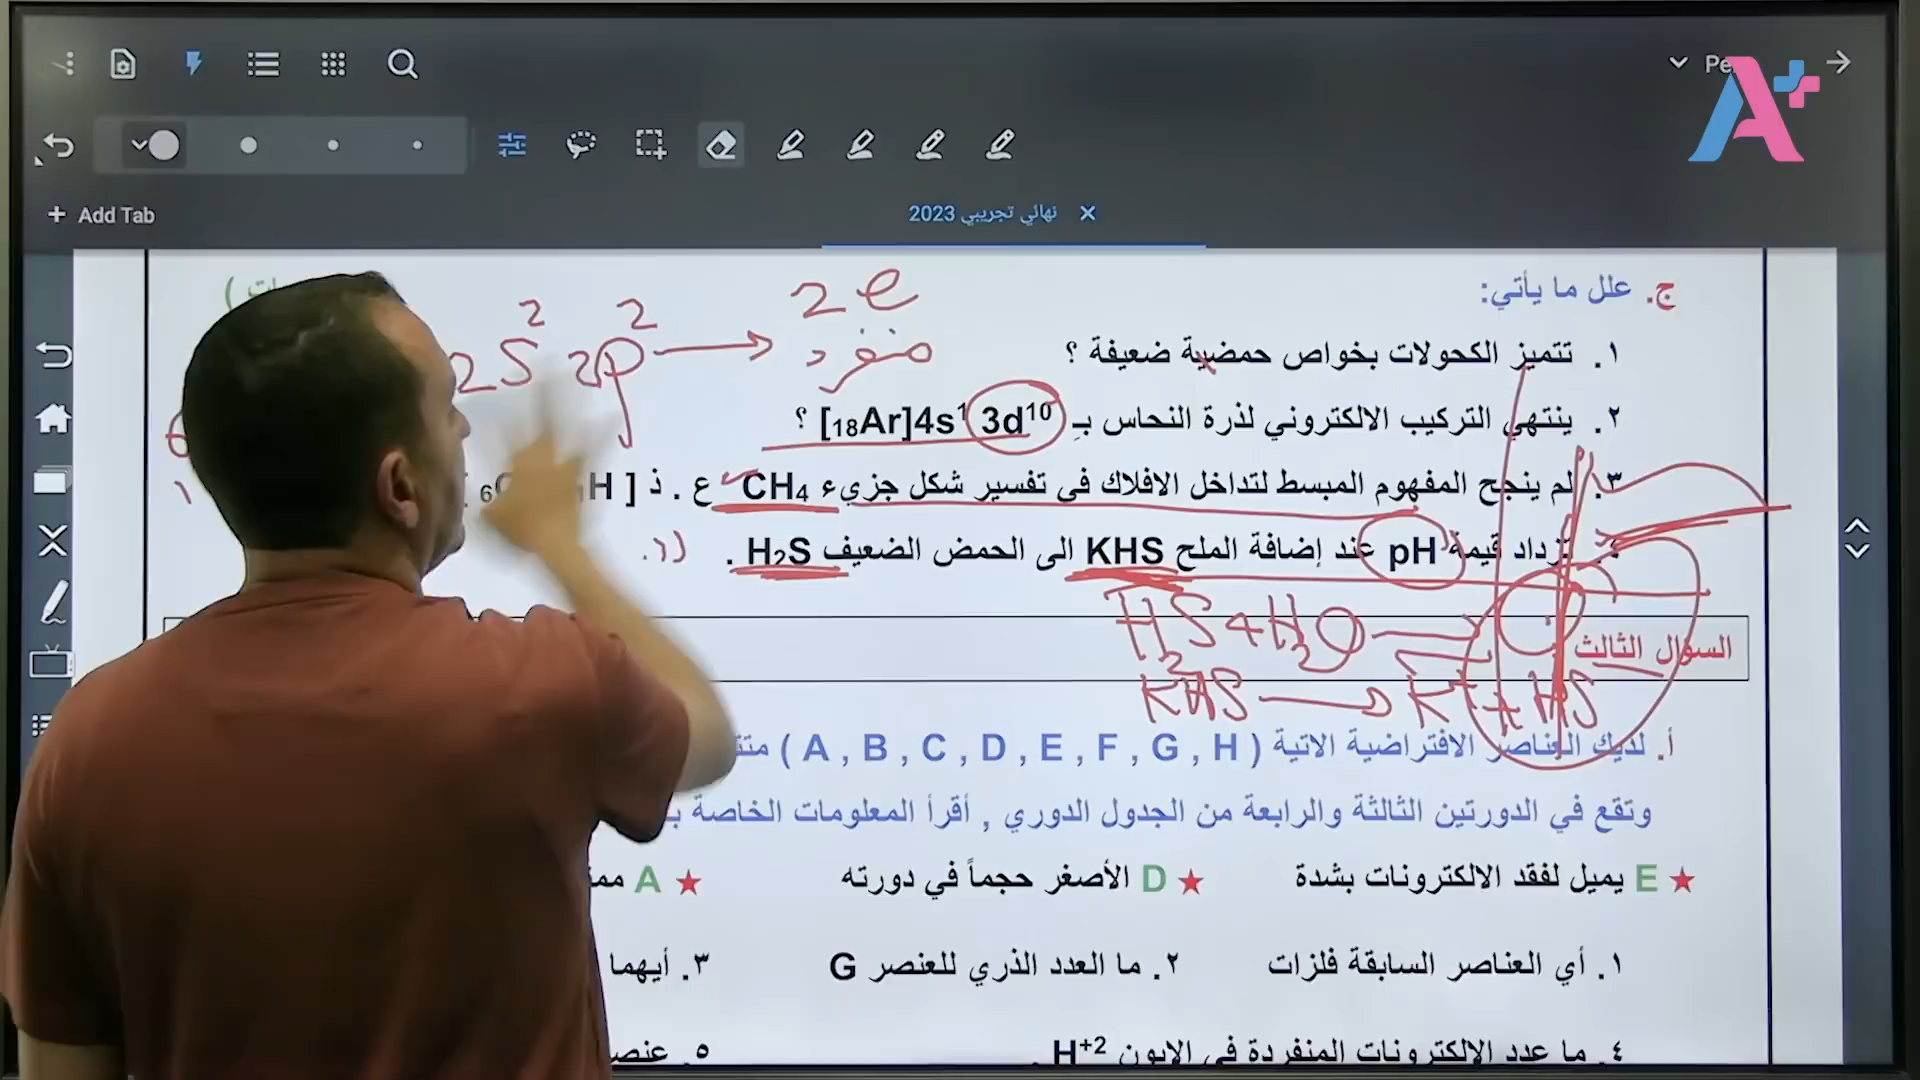 Add Tab
نهائي تجريبي 2023
A+
ج. علل ما يأتي:
2S² 2P² → 2e منفرد
١. تتميز الكحولات بخواص حمضية ضعيفة ؟
٢. ينتهي التركيب الالكتروني لذرة النحاس بـِ [₁₈Ar]4s¹ 3d¹⁰ ؟
٣. لم ينجح المفهوم المبسط لتداخل الافلاك في تفسير شكل جزيء CH₄ ع . ذ
٤. تزداد قيمة pH عند إضافة الملح KHS الى الحمض الضعيف H₂S .
H₂S + H₂O
KHS → K⁺ + HS
السؤال الثالث
أ. لديك العناصر الافتراضية الاتية ( A , B , C , D , E , F , G , H )
وتقع في الدورتين الثالثة والرابعة من الجدول الدوري , أقرأ المعلومات الخاصة
★ E يميل لفقد الالكترونات بشدة ★ D الأصغر حجماً في دورته ★ A
١. أي العناصر السابقة فلزات ٢. ما العدد الذري للعنصر G ٣. أيهما
٤. ما عدد الالكترونات المنفردة في الايون H⁺² . ٥.